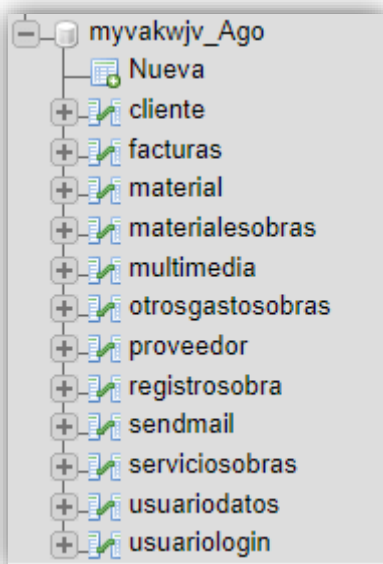 myvakwjv_Ago
Nueva
cliente
facturas
material
materialesobras
multimedia
otrosgastosobras
proveedor
registrosobra
sendmail
serviciosobras
usuariodatos
usuariologin